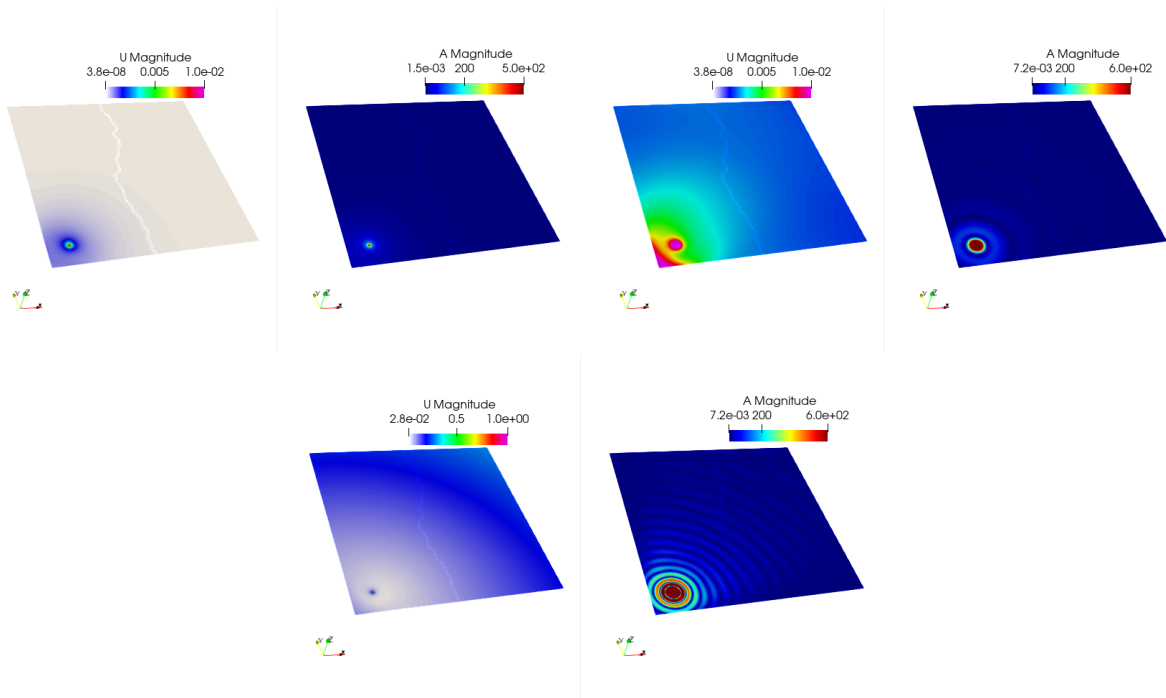 U Magnitude
3.8e-08 0.005 1.0e-02
A Magnitude
1.5e-03 200 5.0e+02
U Magnitude
3.8e-08 0.005 1.0e-02
A Magnitude
7.2e-03 200 6.0e+02
Y Z X
Y Z X
Y Z X
Y Z X
U Magnitude
2.8e-02 0.5 1.0e+00
A Magnitude
7.2e-03 200 6.0e+02
Y Z X
Y Z X